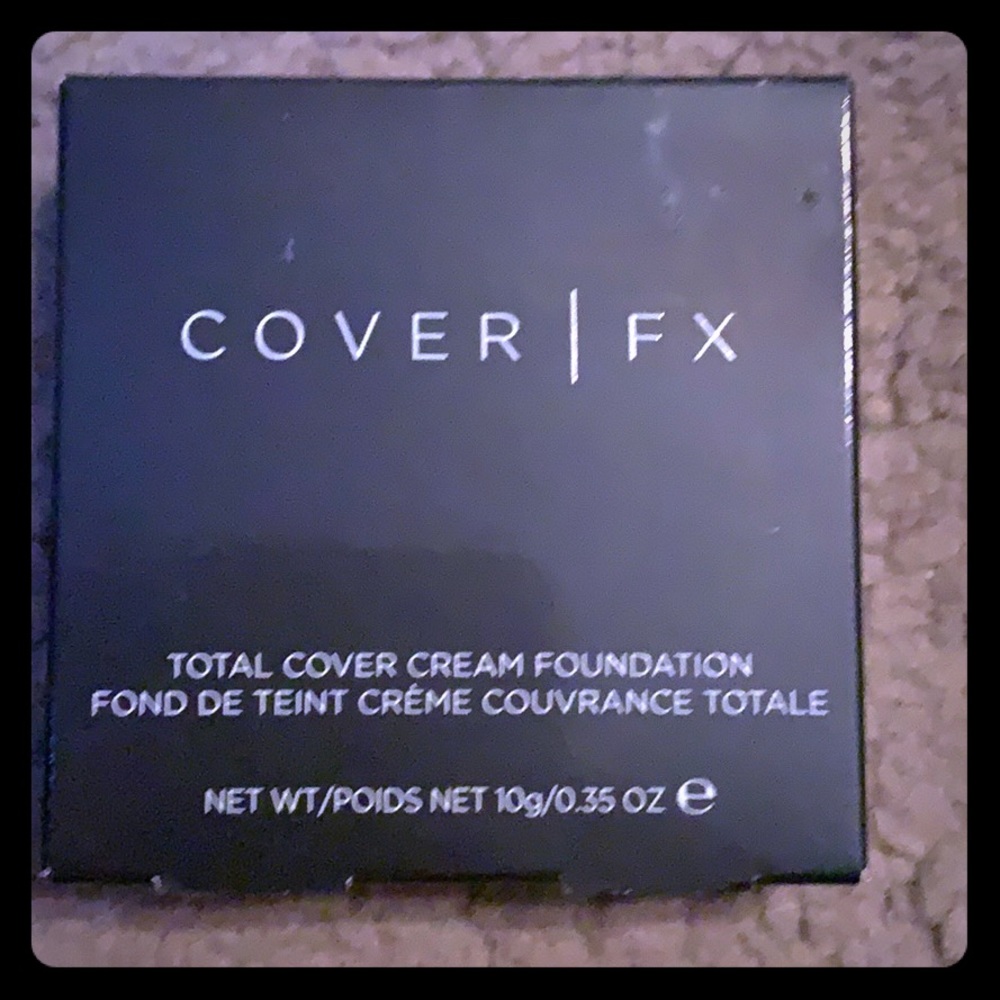 COVER | FX
TOTAL COVER CREAM FOUNDATION
FOND DE TEINT CRÈME COUVRANCE TOTALE
NET WT/POIDS NET 10g/0.35 OZ ℮